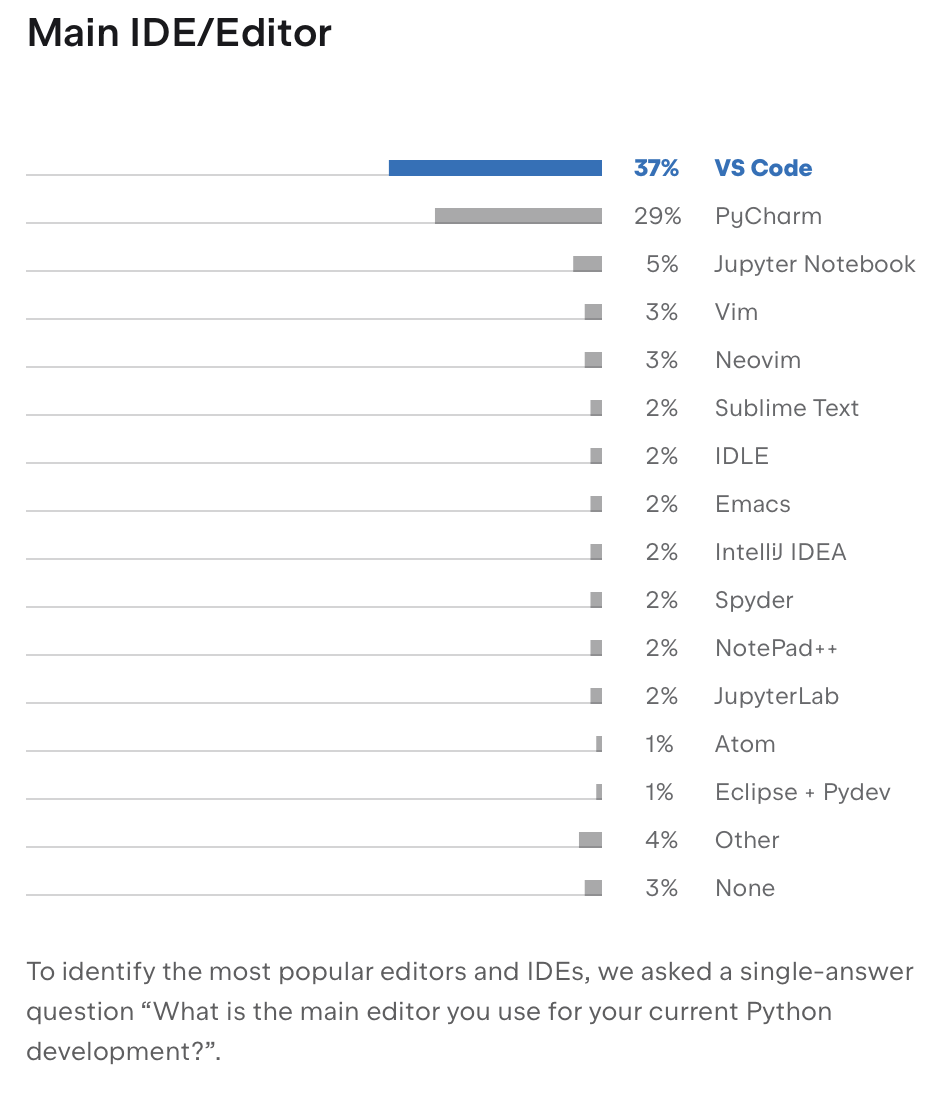 Main IDE/Editor
37% VS Code
29% PyCharm
5% Jupyter Notebook
3% Vim
3% Neovim
2% Sublime Text
2% IDLE
2% Emacs
2% IntelliJ IDEA
2% Spyder
2% NotePad++
2% JupyterLab
1% Atom
1% Eclipse + Pydev
4% Other
3% None
To identify the most popular editors and IDEs, we asked a single-answer
question “What is the main editor you use for your current Python
development?”.